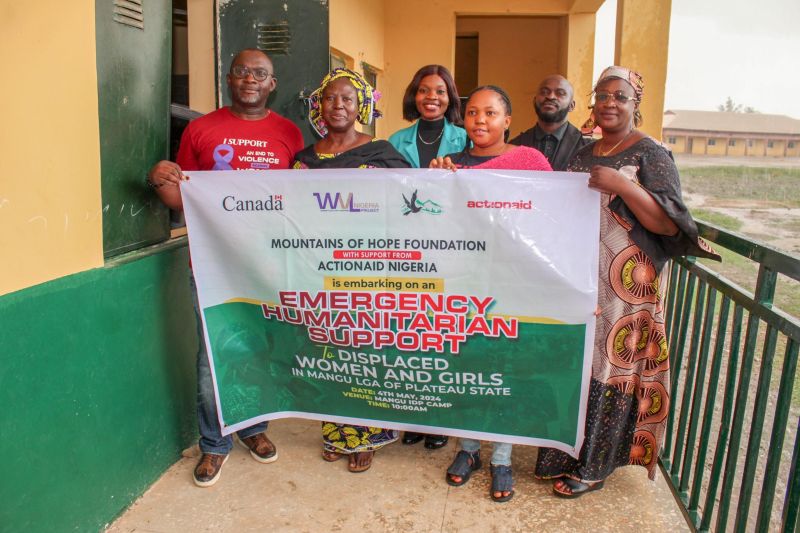 I SUPPORT
AN END TO
VIOLENCE
Canada
WVL
NIGERIA
PROJECT
actionaid
MOUNTAINS OF HOPE FOUNDATION
WITH SUPPORT FROM
ACTIONAID NIGERIA
is embarking on an
EMERGENCY
HUMANITARIAN
SUPPORT
To DISPLACED
WOMEN AND GIRLS
IN MANGU LGA OF PLATEAU STATE
DATE: 4TH MAY, 2024
VENUE: MANGU IDP CAMP
TIME: 10:00AM